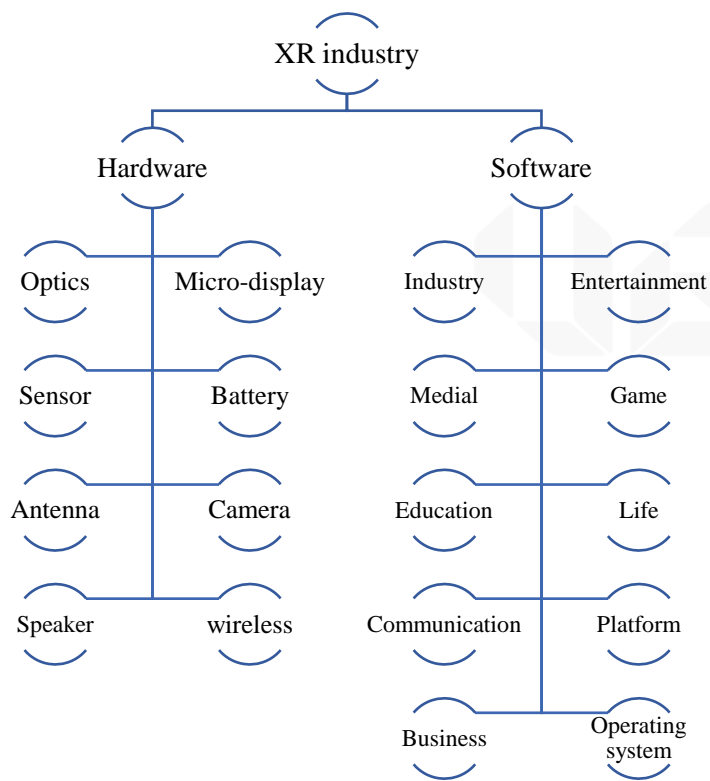 XR industry
Hardware
Software
Optics
Micro-display
Industry
Entertainment
Sensor
Battery
Medial
Game
Antenna
Camera
Education
Life
Speaker
wireless
Communication
Platform
Business
Operating
system